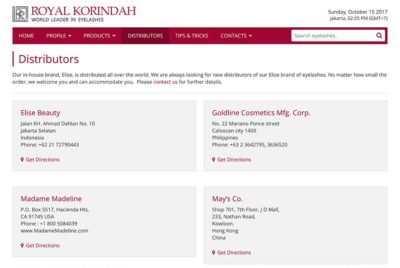 ROYAL KORINDAH
WORLD LEADER IN EYELASHES
Sunday, October 15 2017
Jakarta, 02:05 PM (GMT+7)
HOME PROFILE PRODUCTS DISTRIBUTORS TIPS & TRICKS CONTACTS Search eyelashes..
Distributors
Our in-house brand, Elise, is distributed all over the world. We are always looking for new distributors of our Elise brand of eyelashes. No matter how small the
order, we welcome you and can accommodate you. Please contact us for further details.
Elise Beauty
Jalan KH. Ahmad Dahlan No. 10
Jakarta Selatan
Indonesia
Phone: +62 21 72790443
Get Directions
Goldline Cosmetics Mfg. Corp.
No. 22 Mariano Ponce street
Caloocan city 1400
Philippines
Phone: +63 2 3642795, 3636520
Get Directions
Madame Madeline
P.O. Box 5517, Hacienda Hts,
CA 91745 USA
Phone : +1 800 5084039
www.MadameMadeline.com
Get Directions
May's Co.
Shop 701, 7th Floor, J D Mall,
233, Nathan Road,
Kowloon.
Hong Kong
China
Get Directions